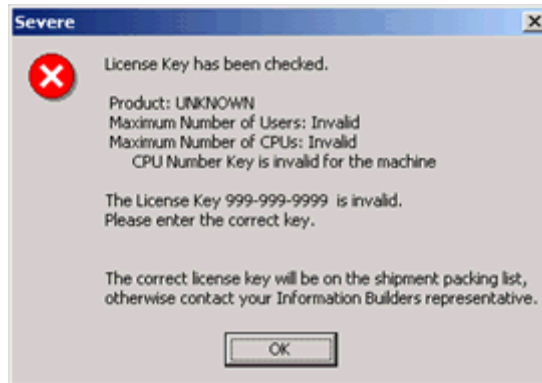 Severe
License Key has been checked.
Product: UNKNOWN
Maximum Number of Users: Invalid
Maximum Number of CPUs: Invalid
CPU Number Key is invalid for the machine
The License Key 999-999-9999 is invalid.
Please enter the correct key.
The correct license key will be on the shipment packing list,
otherwise contact your Information Builders representative.
OK